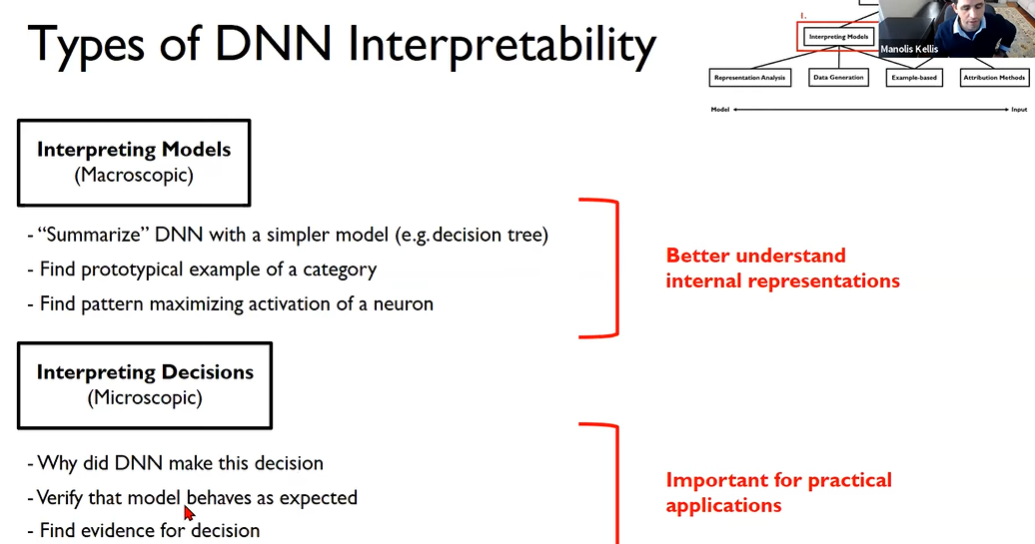 Types of DNN Interpretability
1.
Interpreting Models
Manolis Kellis
Representation Analysis
Data Generation
Example-based
Attribution Methods
Model
Input
Interpreting Models
(Macroscopic)
- “Summarize” DNN with a simpler model (e.g. decision tree)
- Find prototypical example of a category
- Find pattern maximizing activation of a neuron
Better understand
internal representations
Interpreting Decisions
(Microscopic)
- Why did DNN make this decision
- Verify that model behaves as expected
- Find evidence for decision
Important for practical
applications